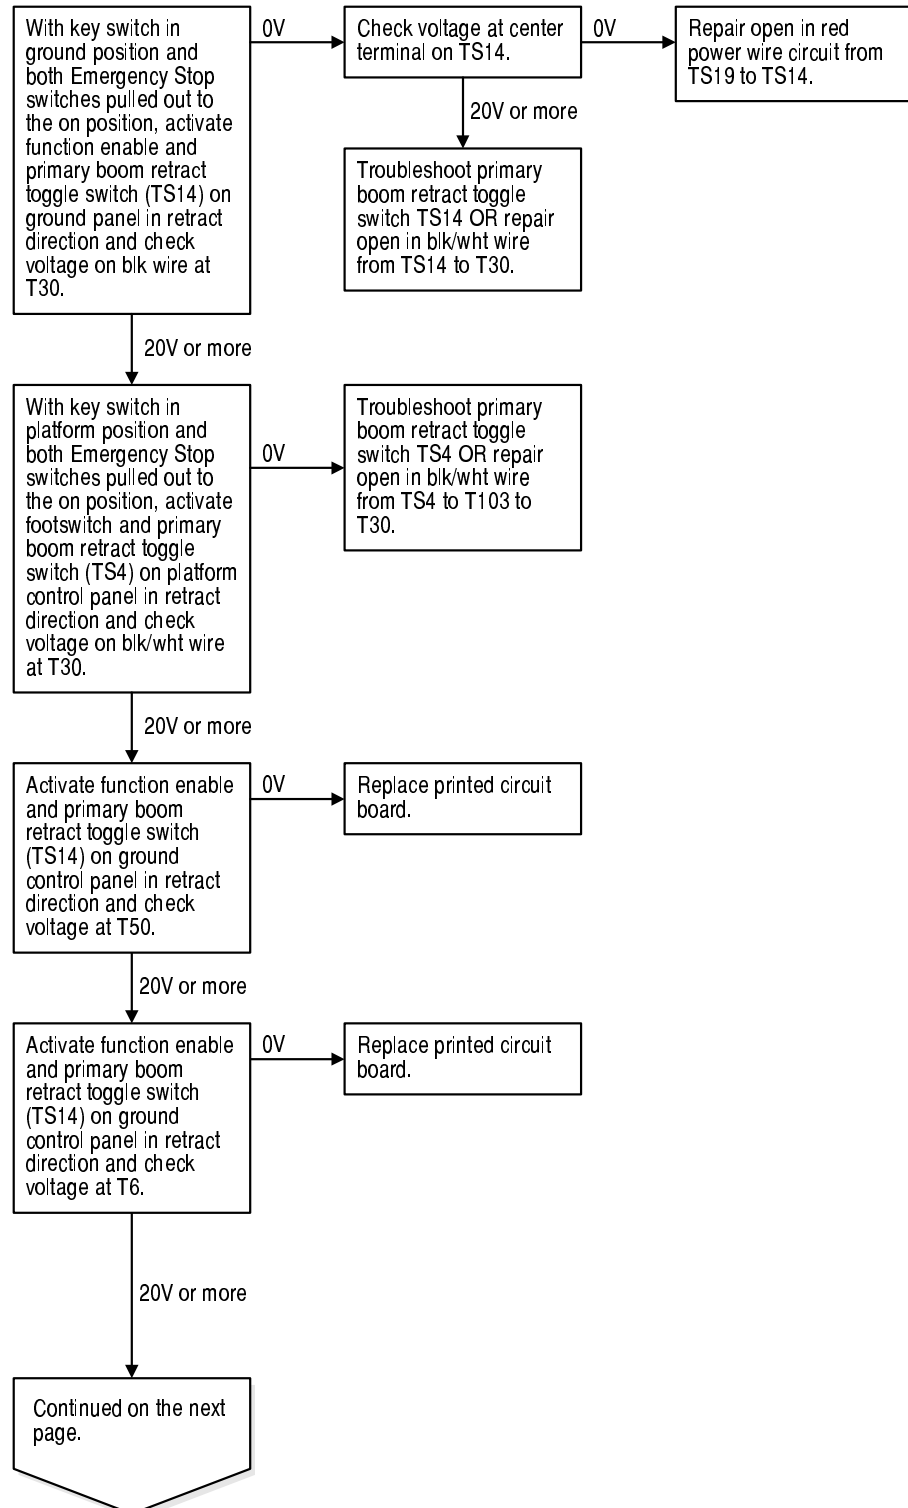 With key switch in
ground position and
both Emergency Stop
switches pulled out to
the on position, activate
function enable and
primary boom retract
toggle switch (TS14) on
ground panel in retract
direction and check
voltage on blk wire at
T30.
0V
Check voltage at center
terminal on TS14.
0V
Repair open in red
power wire circuit from
TS19 to TS14.
20V or more
Troubleshoot primary
boom retract toggle
switch TS14 OR repair
open in blk/wht wire
from TS14 to T30.
20V or more
With key switch in
platform position and
both Emergency Stop
switches pulled out to
the on position, activate
footswitch and primary
boom retract toggle
switch (TS4) on platform
control panel in retract
direction and check
voltage on blk/wht wire
at T30.
0V
Troubleshoot primary
boom retract toggle
switch TS4 OR repair
open in blk/wht wire
from TS4 to T103 to
T30.
20V or more
Activate function enable
and primary boom
retract toggle switch
(TS14) on ground
control panel in retract
direction and check
voltage at T50.
0V
Replace printed circuit
board.
20V or more
Activate function enable
and primary boom
retract toggle switch
(TS14) on ground
control panel in retract
direction and check
voltage at T6.
0V
Replace printed circuit
board.
20V or more
Continued on the next
page.